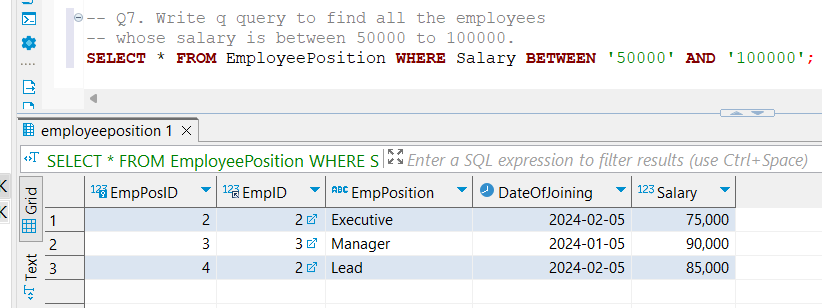 -- Q7. Write q query to find all the employees
-- whose salary is between 50000 to 100000.
SELECT * FROM EmployeePosition WHERE Salary BETWEEN '50000' AND '100000';
employeeposition 1
SELECT * FROM EmployeePosition WHERE S Enter a SQL expression to filter results (use Ctrl+Space)
Grid
Text
123 EmpPosID 123 EmpID ABC EmpPosition DateOfJoining 123 Salary
1 2 2 Executive 2024-02-05 75,000
2 3 3 Manager 2024-01-05 90,000
3 4 2 Lead 2024-02-05 85,000